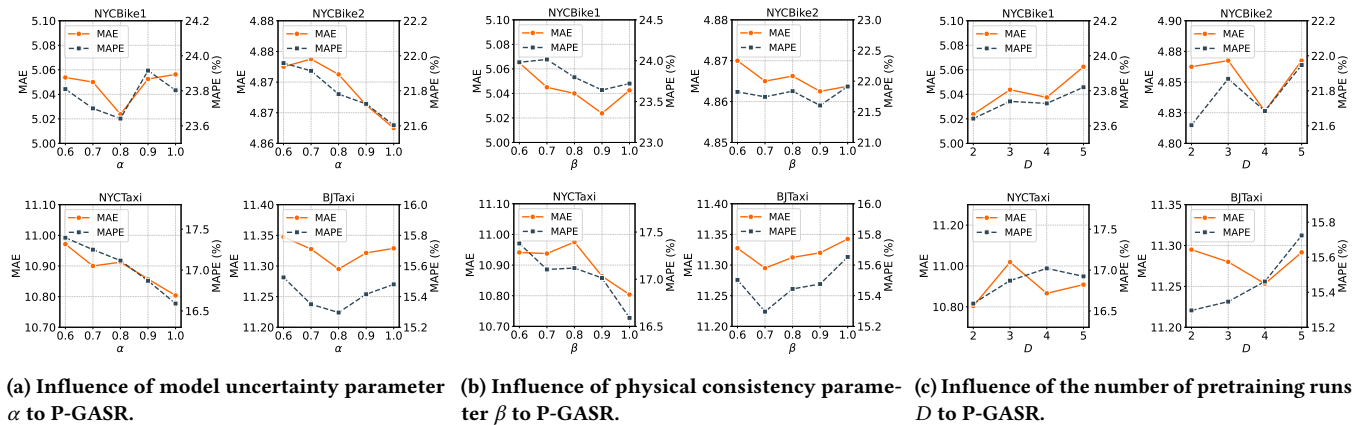 NYCBike1
MAE
MAPE
5.10
5.08
5.06
5.04
5.02
5.00
MAE
24.2
24.0
23.8
23.6
MAPE (%)
0.6 0.7 0.8 0.9 1.0
α
NYCBike2
MAE
MAPE
4.88
4.88
4.87
4.87
4.86
MAE
22.2
22.0
21.8
21.6
MAPE (%)
0.6 0.7 0.8 0.9 1.0
α
NYCTaxi
MAE
MAPE
11.10
11.00
10.90
10.80
10.70
MAE
17.5
17.0
16.5
MAPE (%)
0.6 0.7 0.8 0.9 1.0
α
BJTaxi
MAE
MAPE
11.40
11.35
11.30
11.25
11.20
MAE
16.0
15.8
15.6
15.4
15.2
MAPE (%)
0.6 0.7 0.8 0.9 1.0
α
(a) Influence of model uncertainty parameter
α to P-GASR.
NYCBike1
MAE
MAPE
5.10
5.08
5.06
5.04
5.02
5.00
MAE
24.5
24.0
23.5
23.0
MAPE (%)
0.6 0.7 0.8 0.9 1.0
β
NYCBike2
MAE
MAPE
4.88
4.87
4.86
4.85
MAE
23.0
22.5
22.0
21.5
21.0
MAPE (%)
0.6 0.7 0.8 0.9 1.0
β
NYCTaxi
MAE
MAPE
11.10
11.00
10.90
10.80
10.70
MAE
17.5
17.0
16.5
MAPE (%)
0.6 0.7 0.8 0.9 1.0
β
BJTaxi
MAE
MAPE
11.40
11.35
11.30
11.25
11.20
MAE
16.0
15.8
15.6
15.4
15.2
MAPE (%)
0.6 0.7 0.8 0.9 1.0
β
(b) Influence of physical consistency parame-
ter β to P-GASR.
NYCBike1
MAE
MAPE
5.10
5.08
5.06
5.04
5.02
5.00
MAE
24.2
24.0
23.8
23.6
MAPE (%)
2 3 4 5
D
NYCBike2
MAE
MAPE
4.90
4.88
4.85
4.83
4.80
MAE
22.2
22.0
21.8
21.6
MAPE (%)
2 3 4 5
D
NYCTaxi
MAE
MAPE
11.20
11.00
10.80
MAE
17.5
17.0
16.5
MAPE (%)
2 3 4 5
D
BJTaxi
MAE
MAPE
11.35
11.30
11.25
11.20
MAE
15.8
15.6
15.4
15.2
MAPE (%)
2 3 4 5
D
(c) Influence of the number of pretraining runs
D to P-GASR.